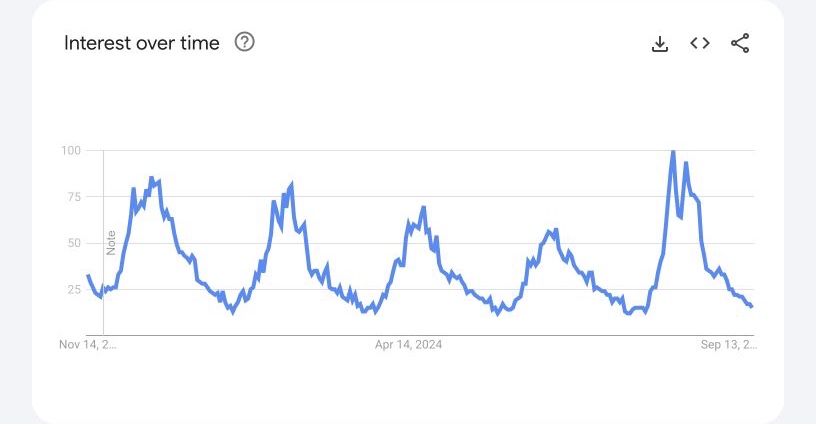 Interest over time
100
75
50
25
Note
Nov 14, 2...
Apr 14, 2024
Sep 13, 2...